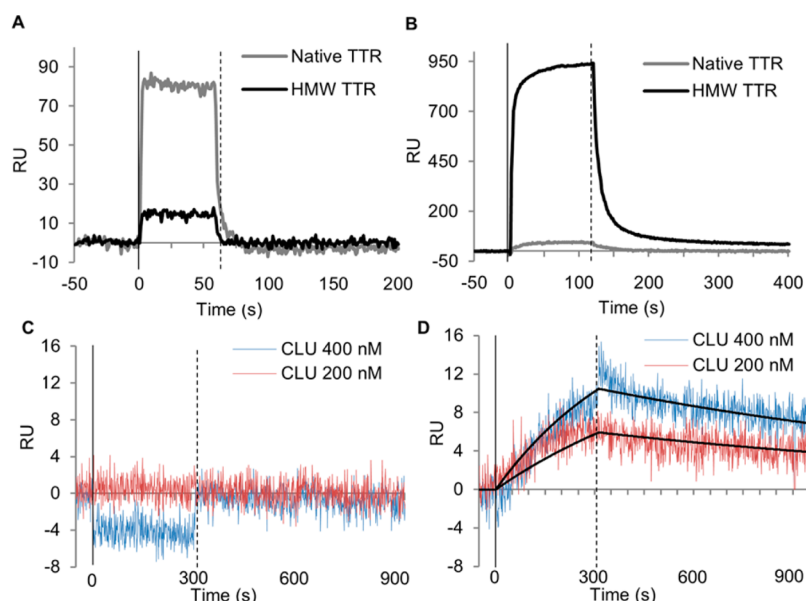 A
Native TTR
HMW TTR
RU
90
70
50
30
10
-10
-50 0 50 100 150 200
Time (s)
B
Native TTR
HMW TTR
RU
950
750
450
200
-50
-50 0 100 200 300 400
Time (s)
C
CLU 400 nM
CLU 200 nM
RU
16
12
8
4
0
-4
-8
0 300 600 900
Time (s)
D
CLU 400 nM
CLU 200 nM
RU
16
12
8
4
0
-4
-8
0 300 600 900
Time (s)